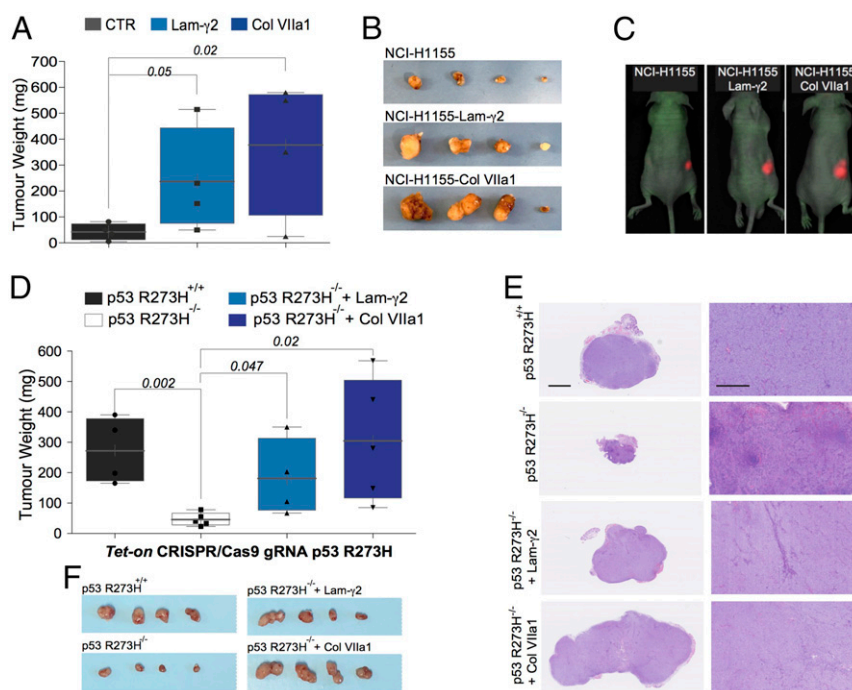 A
CTR Lam-γ2 Col VIIa1
0.02
0.05
Tumour Weight (mg)
700
600
500
400
300
200
100
0
B
NCI-H1155
NCI-H1155-Lam-γ2
NCI-H1155-Col VIIa1
C
NCI-H1155
NCI-H1155
Lam-γ2
NCI-H1155
Col VIIa1
D
p53 R273H+/+
p53 R273H-/- + Lam-γ2
p53 R273H-/-
p53 R273H-/- + Col VIIa1
0.02
0.047
0.002
Tumour Weight (mg)
600
500
400
300
200
100
0
Tet-on CRISPR/Cas9 gRNA p53 R273H
E
p53 R273H+/+
p53 R273H-/-
p53 R273H-/-
+ Lam-γ2
p53 R273H-/-
+ Col VIIa1
F
p53 R273H+/+
p53 R273H-/- + Lam-γ2
p53 R273H-/-
p53 R273H-/- + Col VIIa1